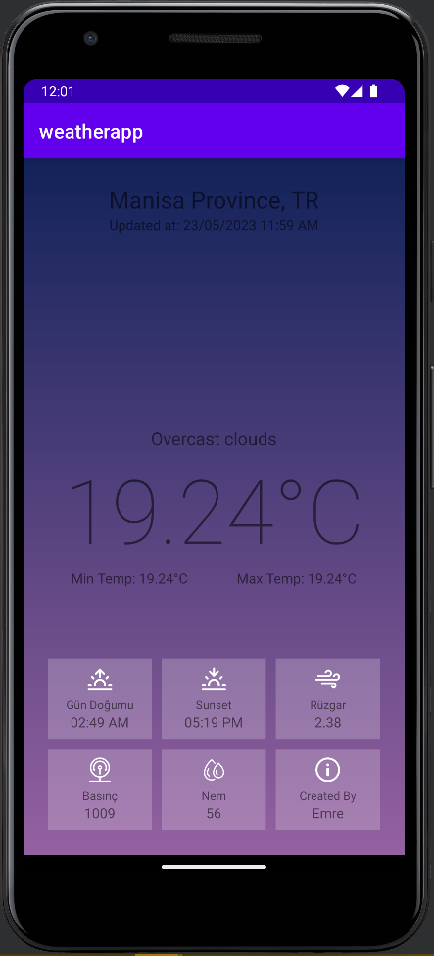 12:01
weatherapp
Manisa Province, TR
Updated at: 23/05/2023 11:59 AM
Overcast clouds
19.24°C
Min Temp: 19.24°C Max Temp: 19.24°C
Gün Doğumu Sunset Rüzgar
02:49 AM 05:19 PM 2.38
Basınç Nem Created By
1009 56 Emre